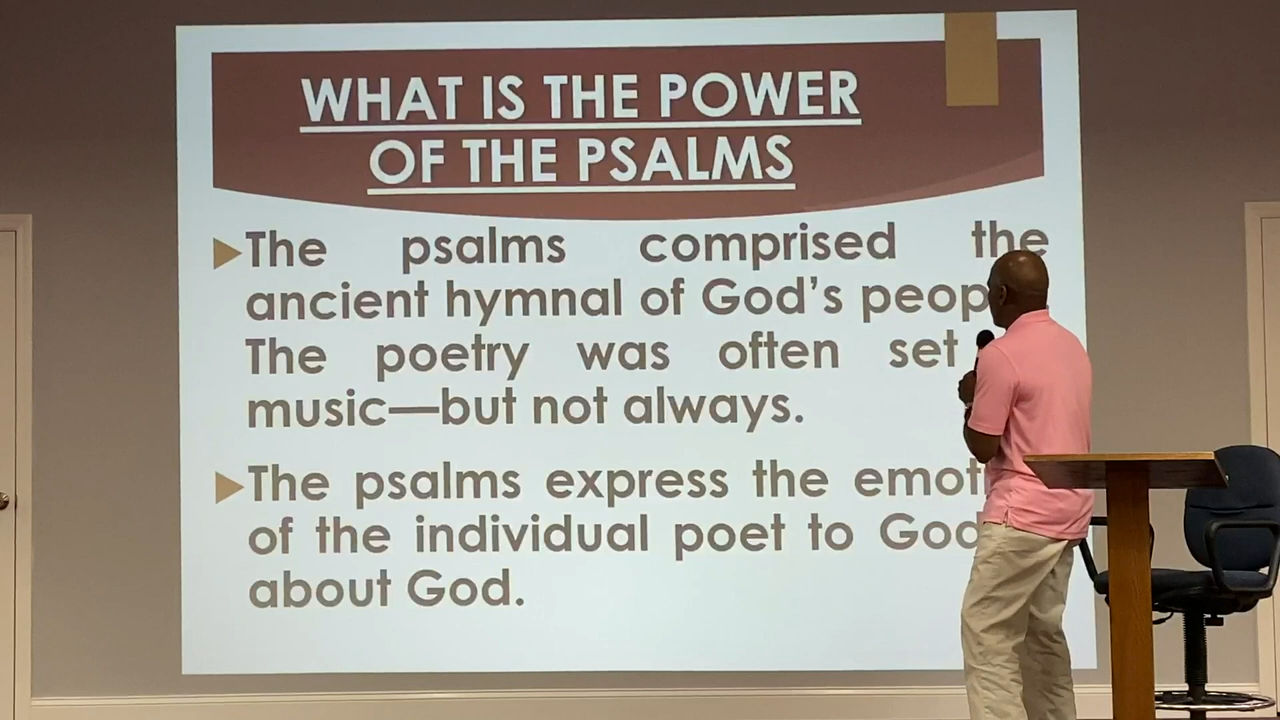 WHAT IS THE POWER
OF THE PSALMS
The psalms comprised the
ancient hymnal of God's
The poetry was often set
music—but not always.
The psalms express the
of the individual poet to God
about God.